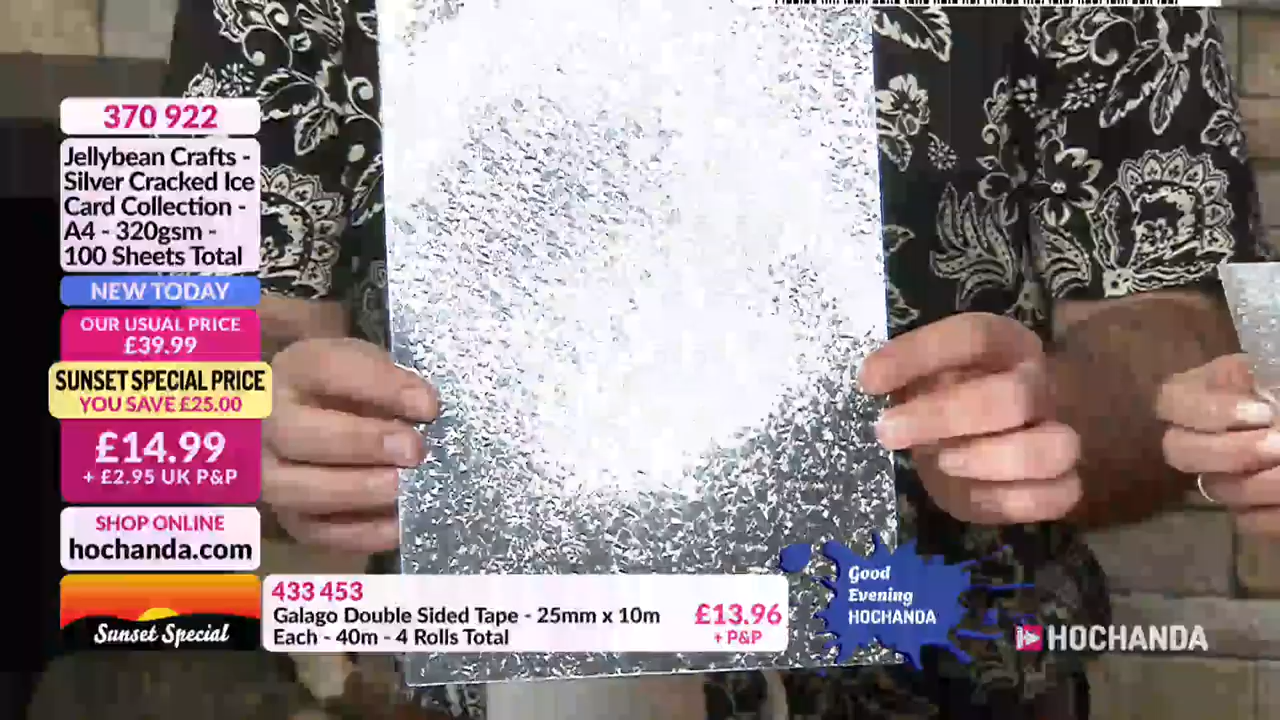 370 922
Jellybean Crafts -
Silver Cracked Ice
Card Collection -
A4 - 320gsm -
100 Sheets Total
NEW TODAY
OUR USUAL PRICE
£39.99
SUNSET SPECIAL PRICE
YOU SAVE £25.00
£14.99
+ £2.95 UK P&P
SHOP ONLINE
hochanda.com
Sunset Special
433 453
Galago Double Sided Tape - 25mm x 10m
Each - 40m - 4 Rolls Total
£13.96
+ P&P
Good
Evening
HOCHANDA
HOCHANDA